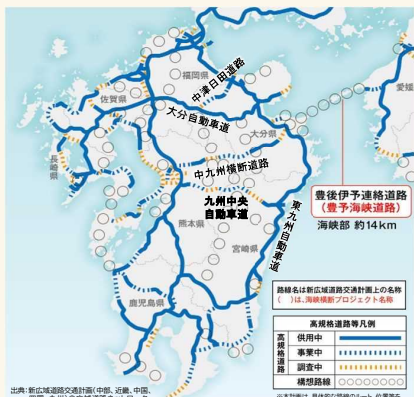 福岡県
佐賀県
中津日田道路
大分自動車道
大分県
愛媛
長崎県
中九州横断道路
豊後伊予連絡道路
(豊予海峡道路)
海峡部 約14km
九州中央
自動車道
東九州自動車道
熊本県
宮崎県
鹿児島県
路線名は新広域道路交通計画上の名称
( )は、海峡横断プロジェクト名称
高規格道路等凡例
高規格道路
供用中
事業中
調査中
構想路線
出典:新広域道路交通計画(中部、近畿、中国、